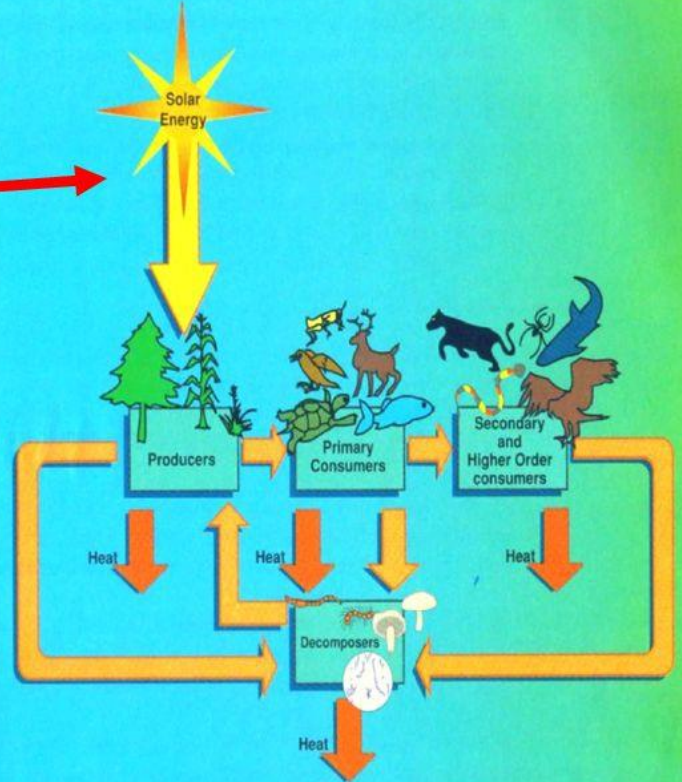 Solar
Energy
Producers
Primary
Consumers
Secondary
and
Higher Order
consumers
Heat
Heat
Heat
Decomposers
Heat